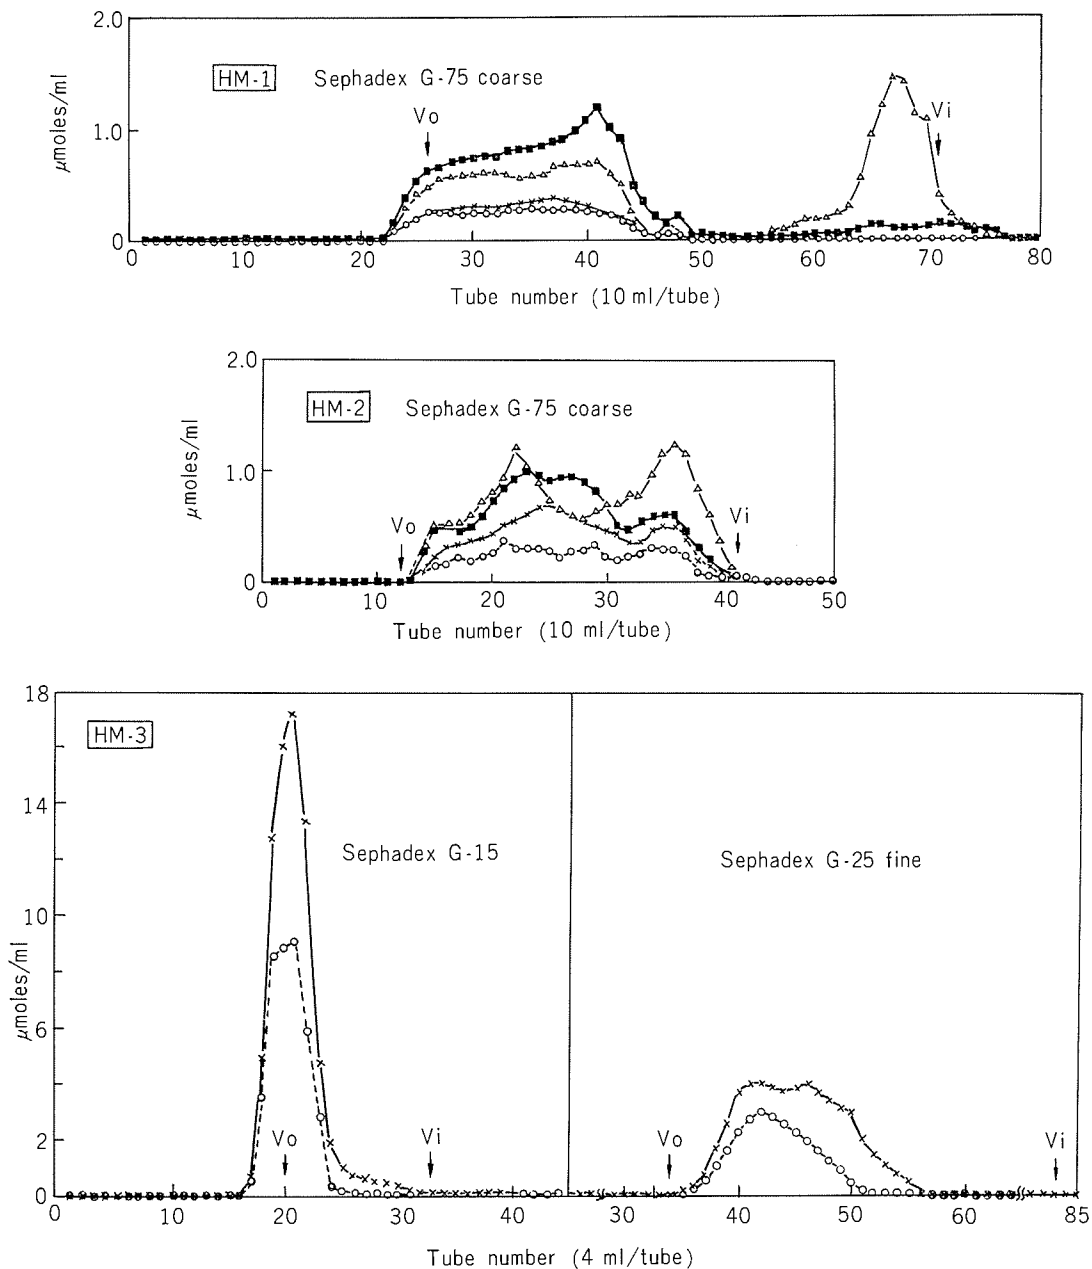 2.0
HM-1 Sephadex G-75 coarse
Vo
Vi
1.0
μmoles/ml
0
0 10 20 30 40 50 60 70 80
Tube number (10 ml/tube)
2.0
HM-2 Sephadex G-75 coarse
1.0
μmoles/ml
Vo
Vi
0
0 10 20 30 40 50
Tube number (10 ml/tube)
18
HM-3
14
Sephadex G-15
Sephadex G-25 fine
10
μmoles/ml
6
2
Vo
Vi
Vo
Vi
0
0 10 20 30 40 30 40 50 60 85
Tube number (4 ml/tube)